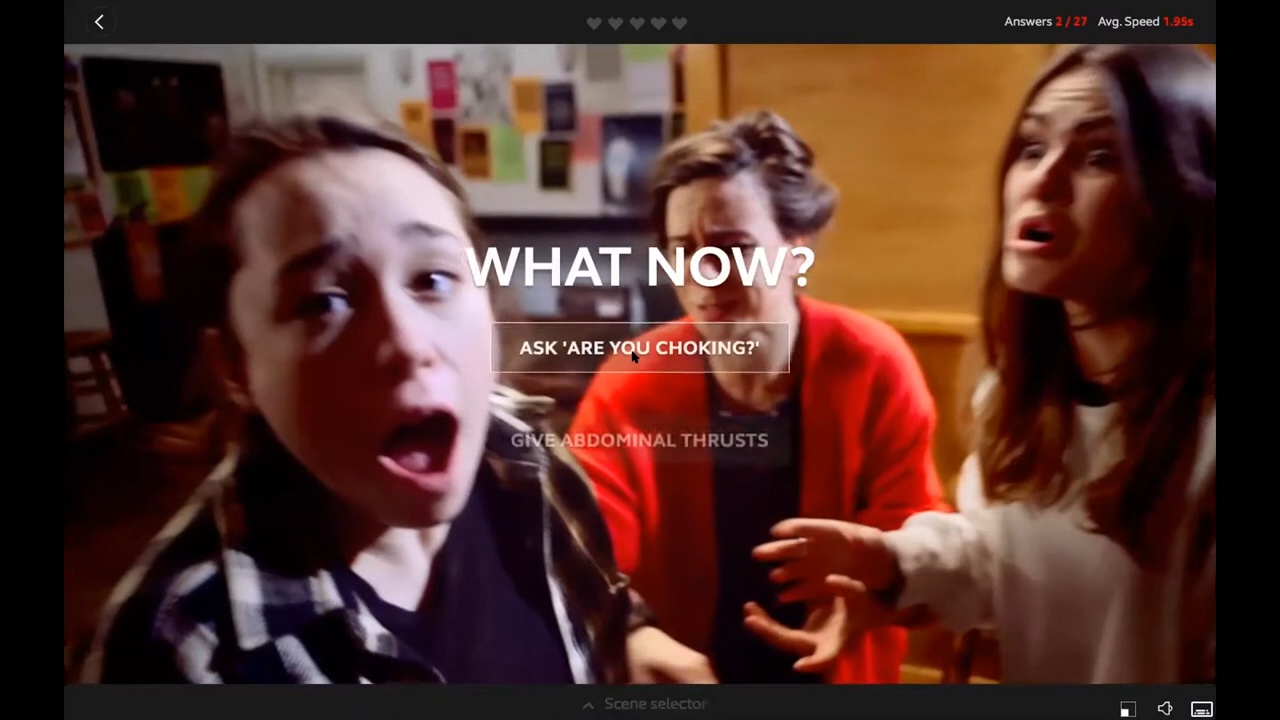 Answers 2 / 27 Avg. Speed 1.95s
WHAT NOW?
ASK 'ARE YOU CHOKING?'
GIVE ABDOMINAL THRUSTS
Scene selector